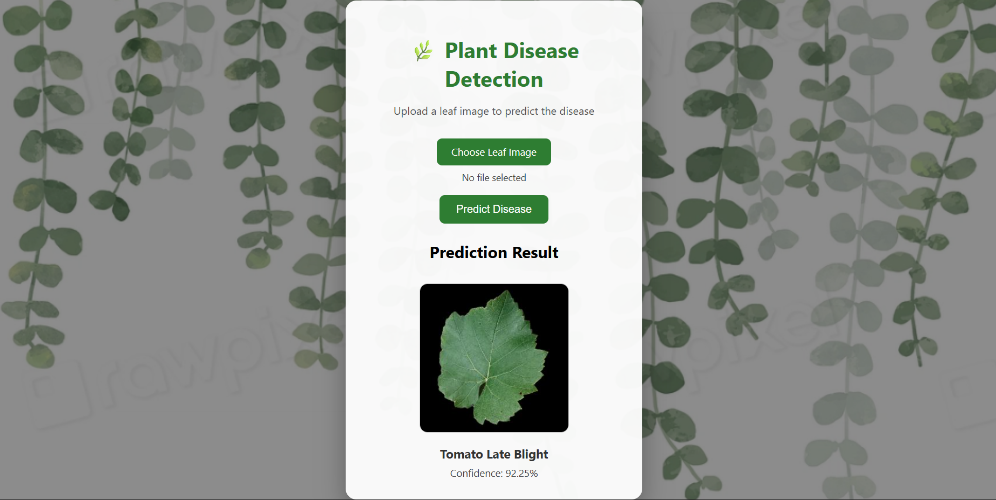 Plant Disease
Detection
Upload a leaf image to predict the disease
Choose Leaf Image
No file selected
Predict Disease
Prediction Result
Tomato Late Blight
Confidence: 92.25%
rawpixel